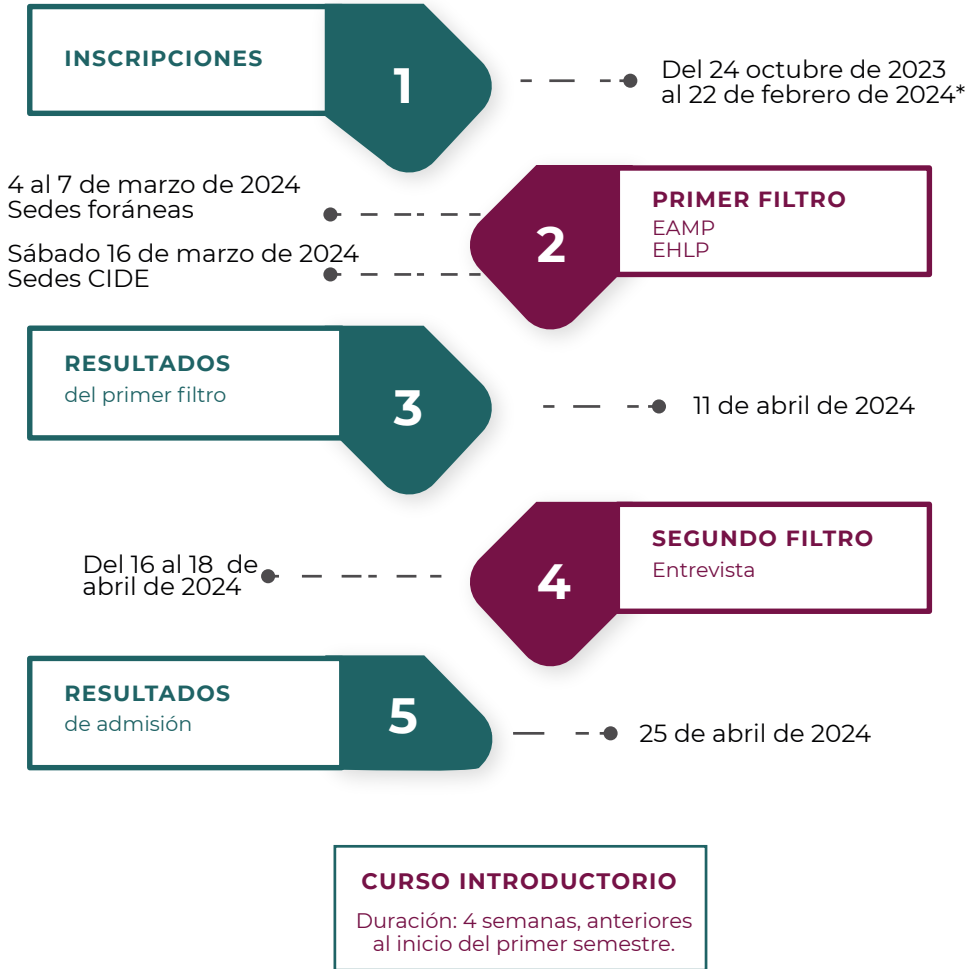 INSCRIPCIONES
1
Del 24 octubre de 2023
al 22 de febrero de 2024*
4 al 7 de marzo de 2024
Sedes foráneas
Sábado 16 de marzo de 2024
Sedes CIDE
2
PRIMER FILTRO
EAMP
EHLP
RESULTADOS
del primer filtro
3
11 de abril de 2024
Del 16 al 18 de
abril de 2024
4
SEGUNDO FILTRO
Entrevista
RESULTADOS
de admisión
5
25 de abril de 2024
CURSO INTRODUCTORIO
Duración: 4 semanas, anteriores
al inicio del primer semestre.